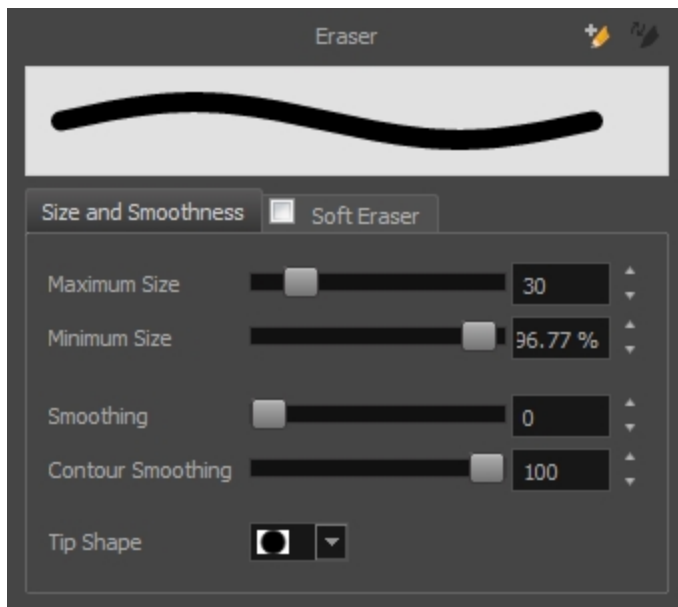 Eraser
Size and Smoothness Soft Eraser
Maximum Size 30
Minimum Size 96.77 %
Smoothing 0
Contour Smoothing 100
Tip Shape